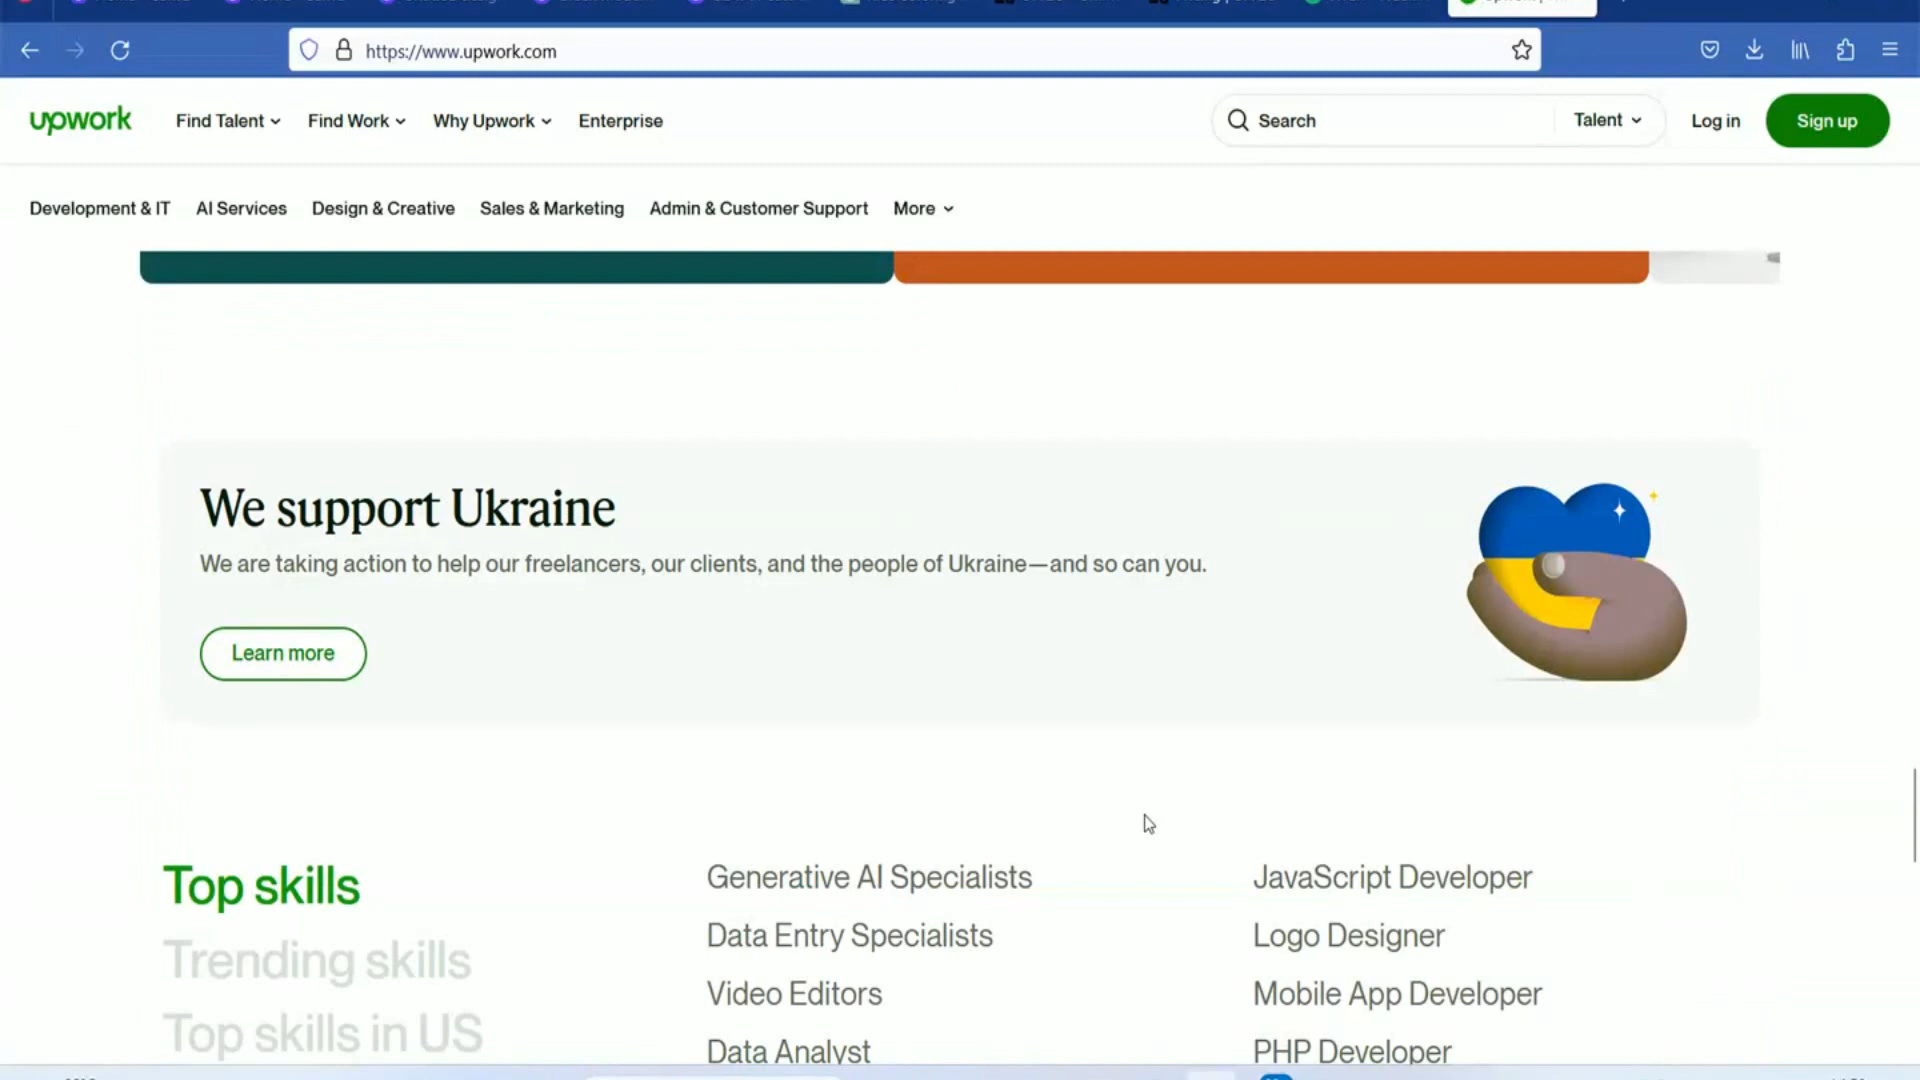 https://www.upwork.com
upwork Find Talent Find Work Why Upwork Enterprise Search Talent Log in Sign up
Development & IT AI Services Design & Creative Sales & Marketing Admin & Customer Support More
We support Ukraine
We are taking action to help our freelancers, our clients, and the people of Ukraine—and so can you.
Learn more
Top skills
Trending skills
Top skills in US
Generative AI Specialists
Data Entry Specialists
Video Editors
Data Analyst
JavaScript Developer
Logo Designer
Mobile App Developer
PHP Developer